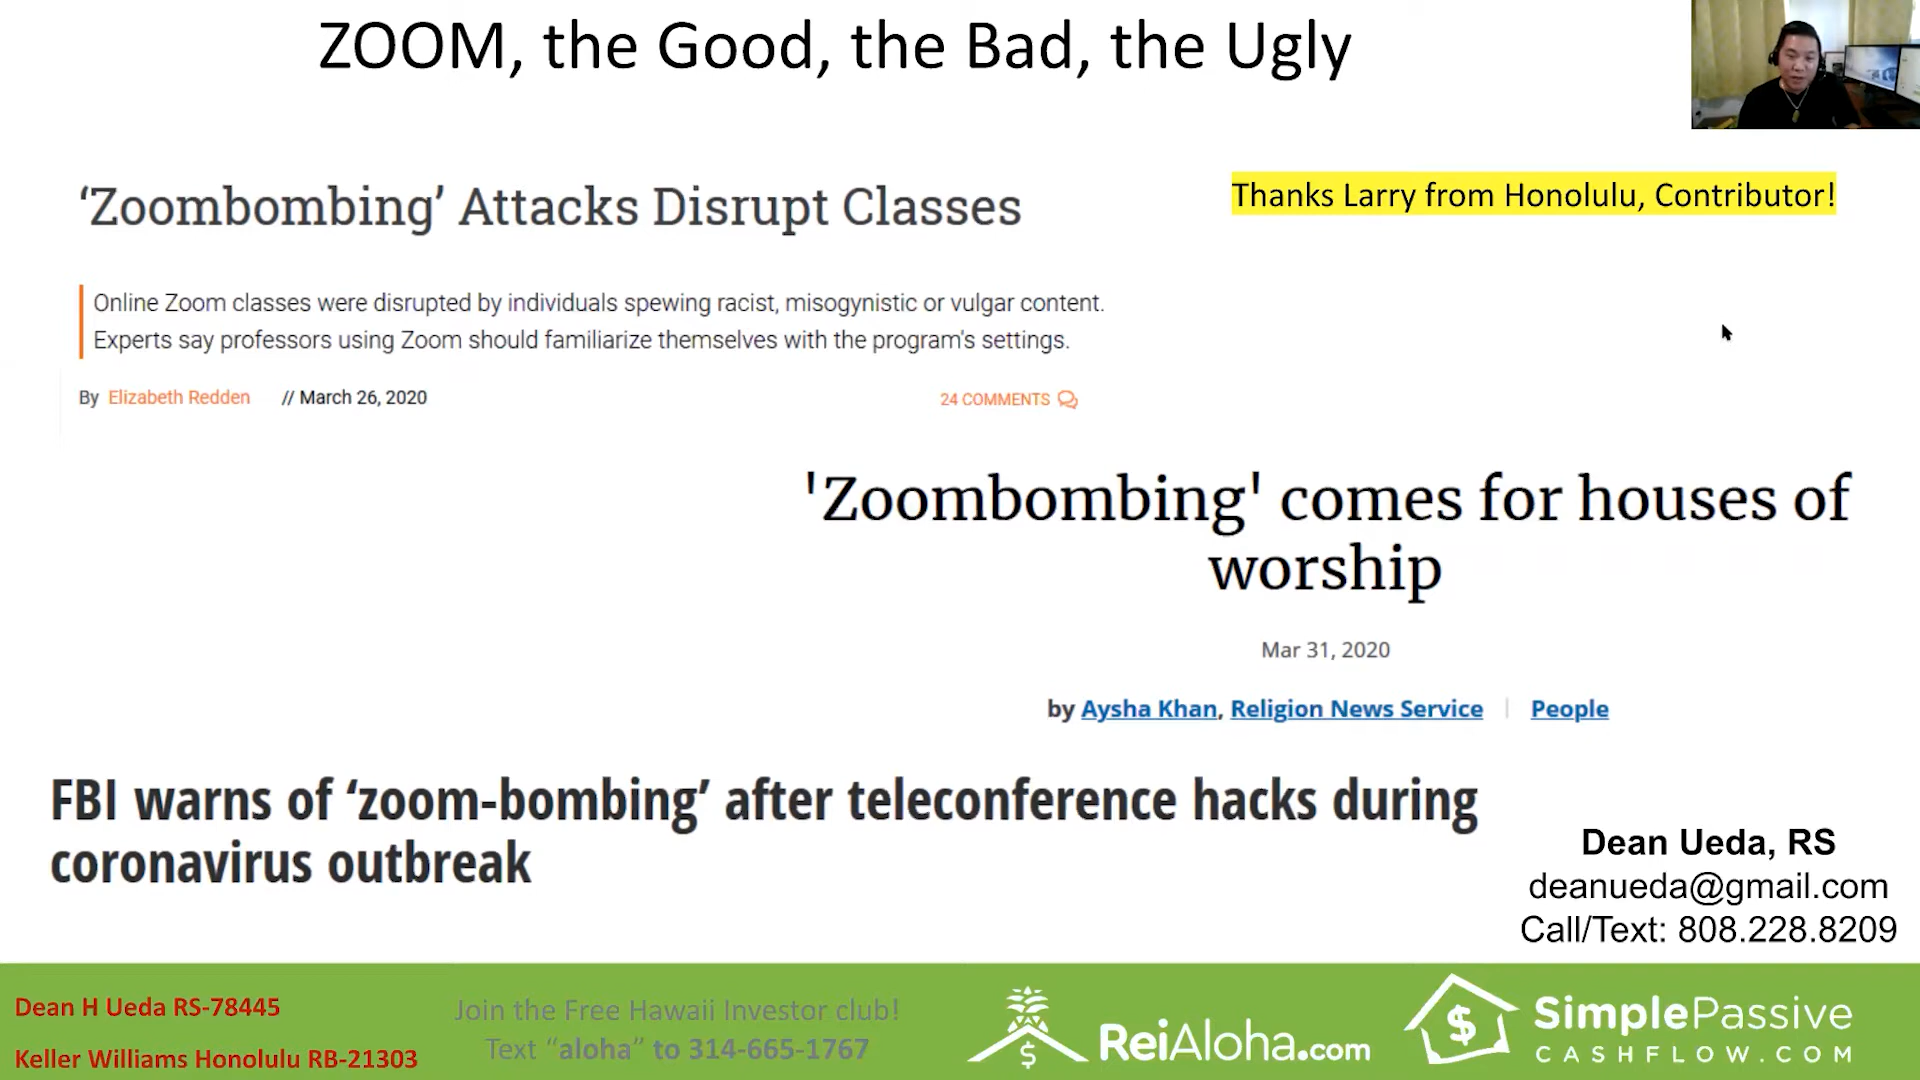 ZOOM, the Good, the Bad, the Ugly
‘Zoombombing’ Attacks Disrupt Classes
Thanks Larry from Honolulu, Contributor!
Online Zoom classes were disrupted by individuals spewing racist, misogynistic or vulgar content.
Experts say professors using Zoom should familiarize themselves with the program's settings.
By Elizabeth Redden // March 26, 2020
24 COMMENTS
'Zoombombing' comes for houses of
worship
Mar 31, 2020
by Aysha Khan, Religion News Service | People
FBI warns of ‘zoom-bombing’ after teleconference hacks during
coronavirus outbreak
Dean Ueda, RS
deanueda@gmail.com
Call/Text: 808.228.8209
Dean H Ueda RS-78445
Keller Williams Honolulu RB-21303
Join the Free Hawaii Investor club!
Text “aloha” to 314-665-1767
$
ReiAloha.com
$
SimplePassive
CASHFLOW.COM